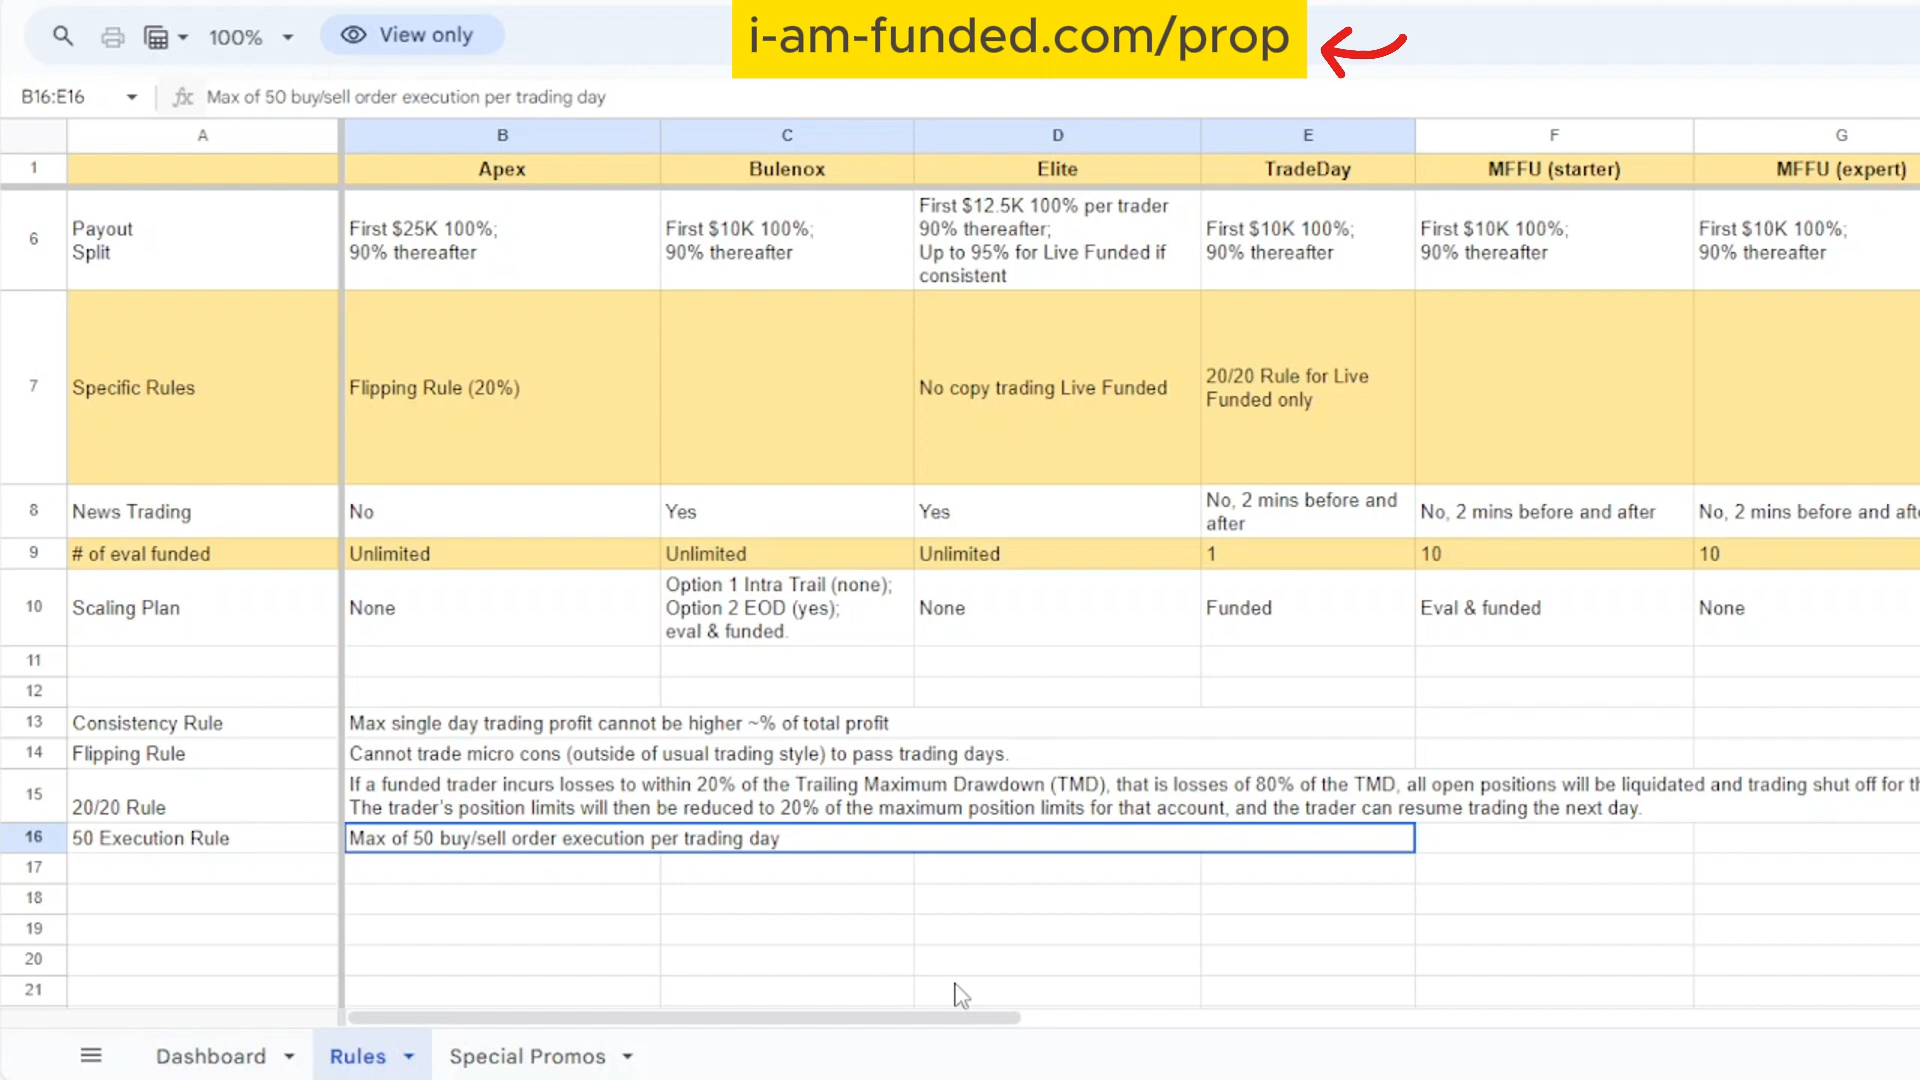 i-am-funded.com/prop
100%
View only
B16:E16
fx
Max of 50 buy/sell order execution per trading day
A
B
C
D
E
F
G
1
Apex
Bulenox
Elite
TradeDay
MFFU (starter)
MFFU (expert)
6
Payout
Split
First $25K 100%;
90% thereafter
First $10K 100%;
90% thereafter
First $12.5K 100% per trader
90% thereafter;
Up to 95% for Live Funded if
consistent
First $10K 100%;
90% thereafter
First $10K 100%;
90% thereafter
First $10K 100%;
90% thereafter
7
Specific Rules
Flipping Rule (20%)
No copy trading Live Funded
20/20 Rule for Live
Funded only
8
News Trading
No
Yes
Yes
No, 2 mins before and
after
No, 2 mins before and after
No, 2 mins before and
9
# of eval funded
Unlimited
Unlimited
Unlimited
1
10
10
10
Scaling Plan
None
Option 1 Intra Trail (none);
Option 2 EOD (yes);
eval & funded.
None
Funded
Eval & funded
None
11
12
13
Consistency Rule
Max single day trading profit cannot be higher ~% of total profit
14
Flipping Rule
Cannot trade micro cons (outside of usual trading style) to pass trading days.
15
20/20 Rule
If a funded trader incurs losses to within 20% of the Trailing Maximum Drawdown (TMD), that is losses of 80% of the TMD, all open positions will be liquidated and trading shut off for
The trader's position limits will then be reduced to 20% of the maximum position limits for that account, and the trader can resume trading the next day.
16
50 Execution Rule
Max of 50 buy/sell order execution per trading day
17
18
19
20
21
Dashboard
Rules
Special Promos